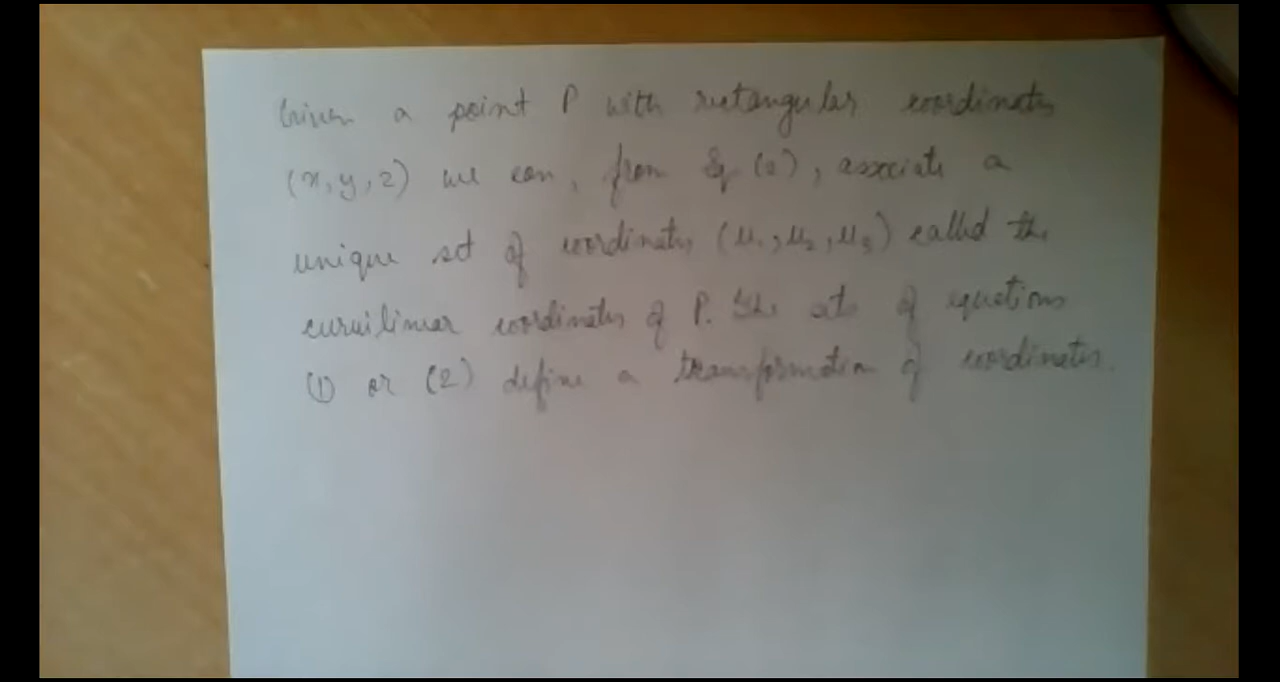 Given a point P with rectangular coordinates
(x, y, z) we can, from Eq. (2), associate a
unique set of coordinates (u₁, u₂, u₃) called the
curvilinear coordinates of P. The sets of equations
(1) or (2) define a transformation of coordinates.